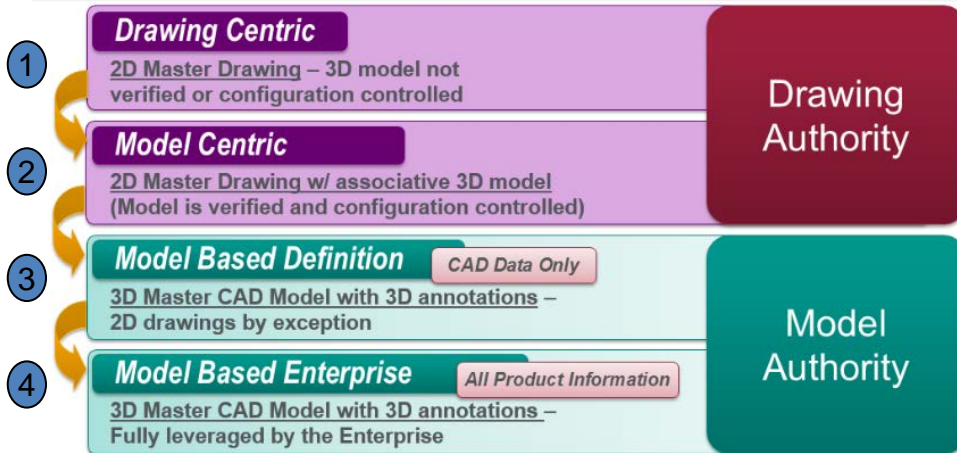 1
Drawing Centric
2D Master Drawing – 3D model not
verified or configuration controlled
2
Model Centric
2D Master Drawing w/ associative 3D model
(Model is verified and configuration controlled)
Drawing
Authority
3
Model Based Definition
CAD Data Only
3D Master CAD Model with 3D annotations –
2D drawings by exception
4
Model Based Enterprise
All Product Information
3D Master CAD Model with 3D annotations –
Fully leveraged by the Enterprise
Model
Authority